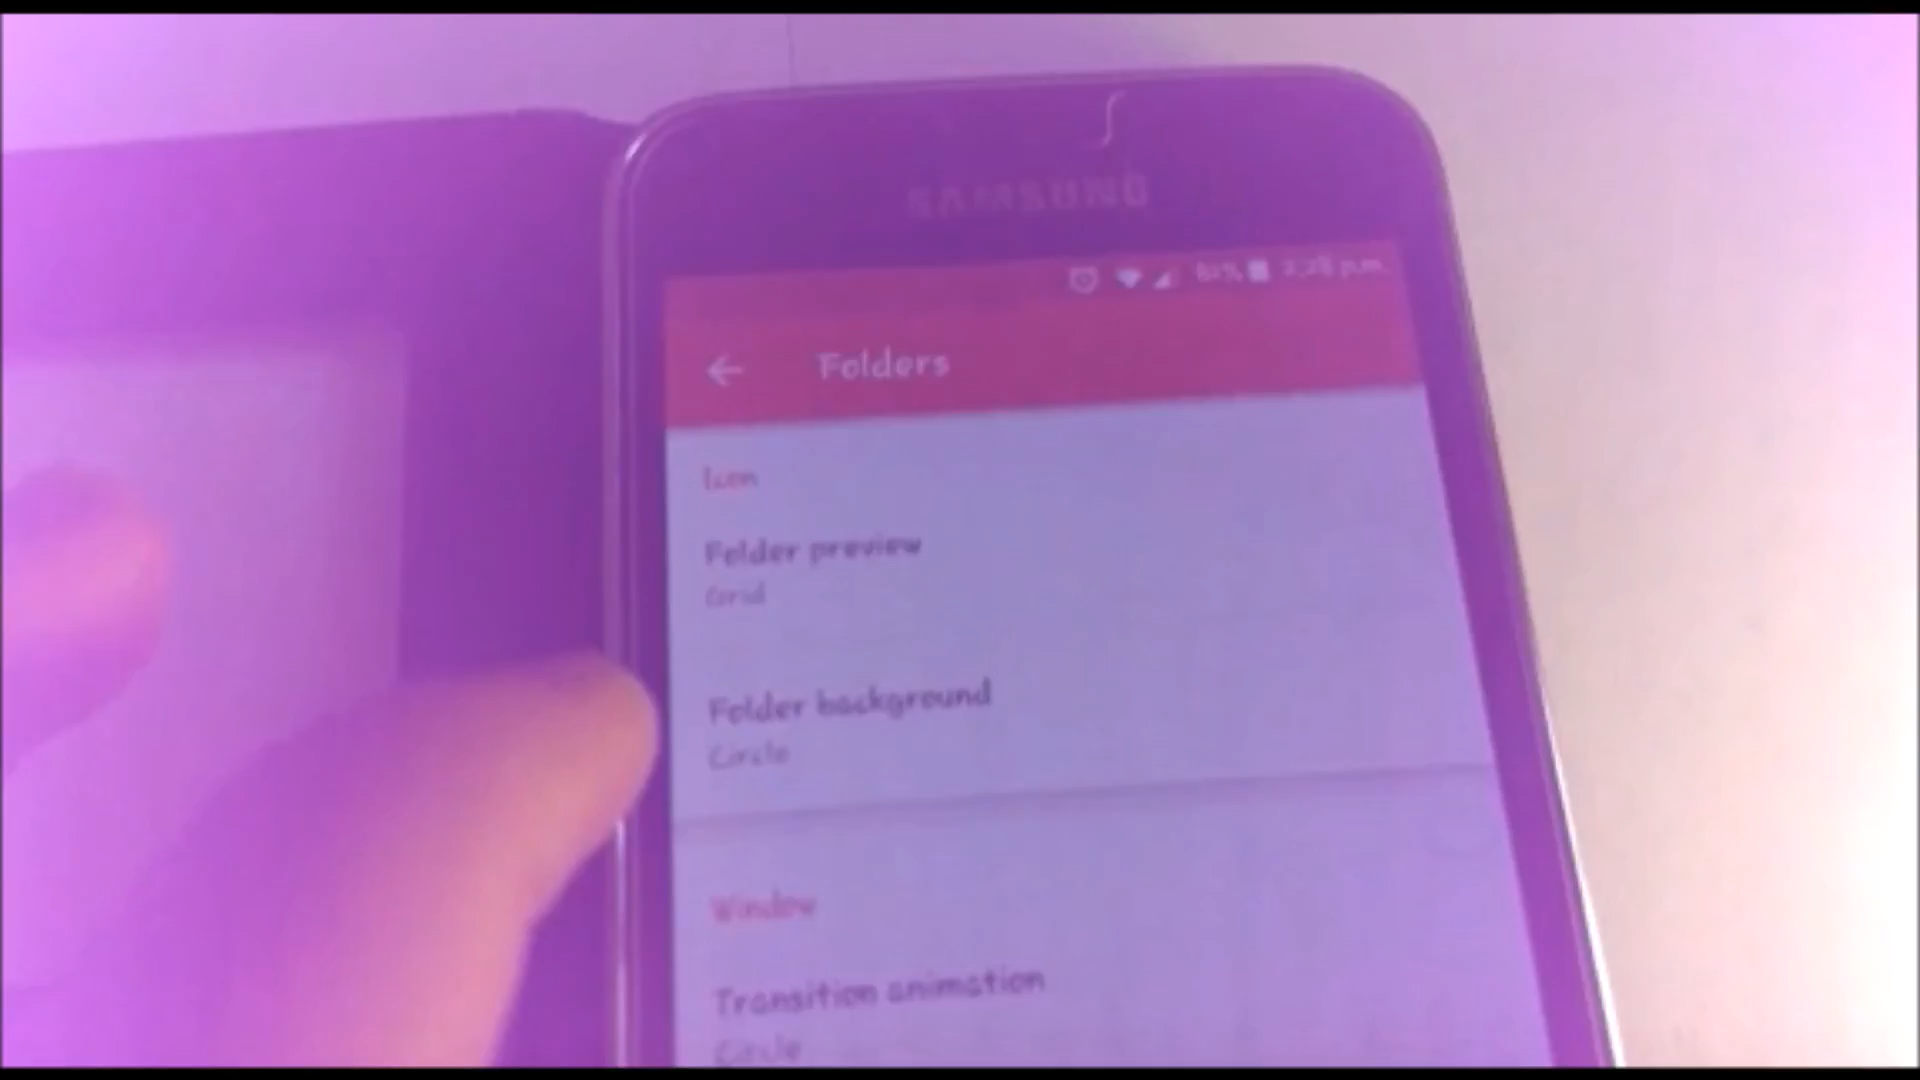 SAMSUNG
p.m.
Folders
Icon
Folder preview
Grid
Folder background
Circle
Window
Transition animation
Circle